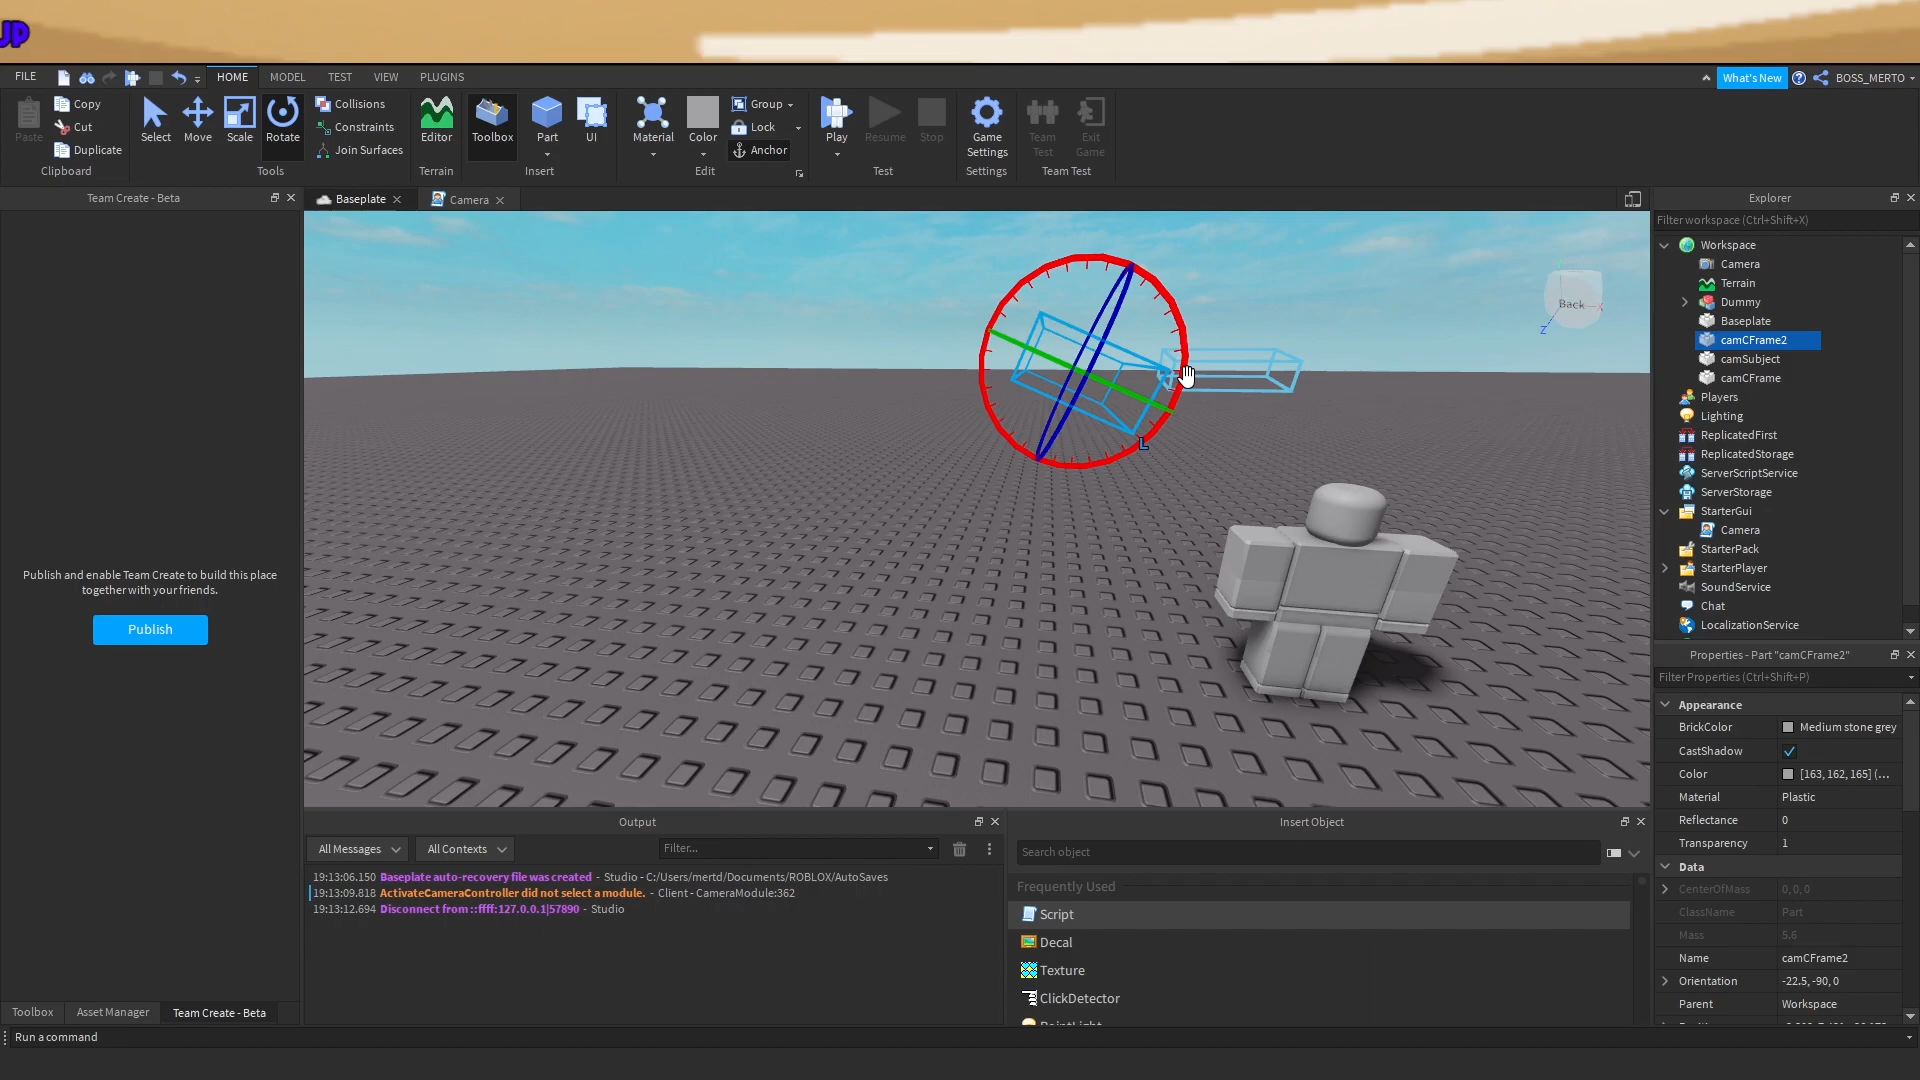 UP
FILE
HOME
MODEL
TEST
VIEW
PLUGINS
What's New
BOSS_MERTO
Paste
Copy
Cut
Duplicate
Clipboard
Select
Move
Scale
Rotate
Collisions
Constraints
Join Surfaces
Tools
Editor
Terrain
Toolbox
Part
UI
Insert
Material
Color
Group
Lock
Anchor
Edit
Play
Resume
Stop
Test
Game
Settings
Settings
Team
Test
Exit
Game
Team Test
Team Create - Beta
Publish and enable Team Create to build this place
together with your friends.
Publish
Toolbox
Asset Manager
Team Create - Beta
Baseplate
Camera
Back
X
Z
L
Output
All Messages
All Contexts
Filter...
19:13:06.150 Baseplate auto-recovery file was created - Studio - C:/Users/mertd/Documents/ROBLOX/AutoSaves
19:13:09.818 ActivateCameraController did not select a module. - Client - CameraModule:362
19:13:12.694 Disconnect from ::ffff:127.0.0.1|57890 - Studio
Insert Object
Search object
Frequently Used
Script
Decal
Texture
ClickDetector
PointLight
Explorer
Filter workspace (Ctrl+Shift+X)
Workspace
Camera
Terrain
Dummy
Baseplate
camCFrame2
camSubject
camCFrame
Players
Lighting
ReplicatedFirst
ReplicatedStorage
ServerScriptService
ServerStorage
StarterGui
Camera
StarterPack
StarterPlayer
SoundService
Chat
LocalizationService
Properties - Part "camCFrame2"
Filter Properties (Ctrl+Shift+P)
Appearance
BrickColor Medium stone grey
CastShadow
Color [163, 162, 165] (...
Material Plastic
Reflectance 0
Transparency 1
Data
CenterOfMass 0, 0, 0
ClassName Part
Mass 5.6
Name camCFrame2
Orientation -22.5, -90, 0
Parent Workspace
Run a command